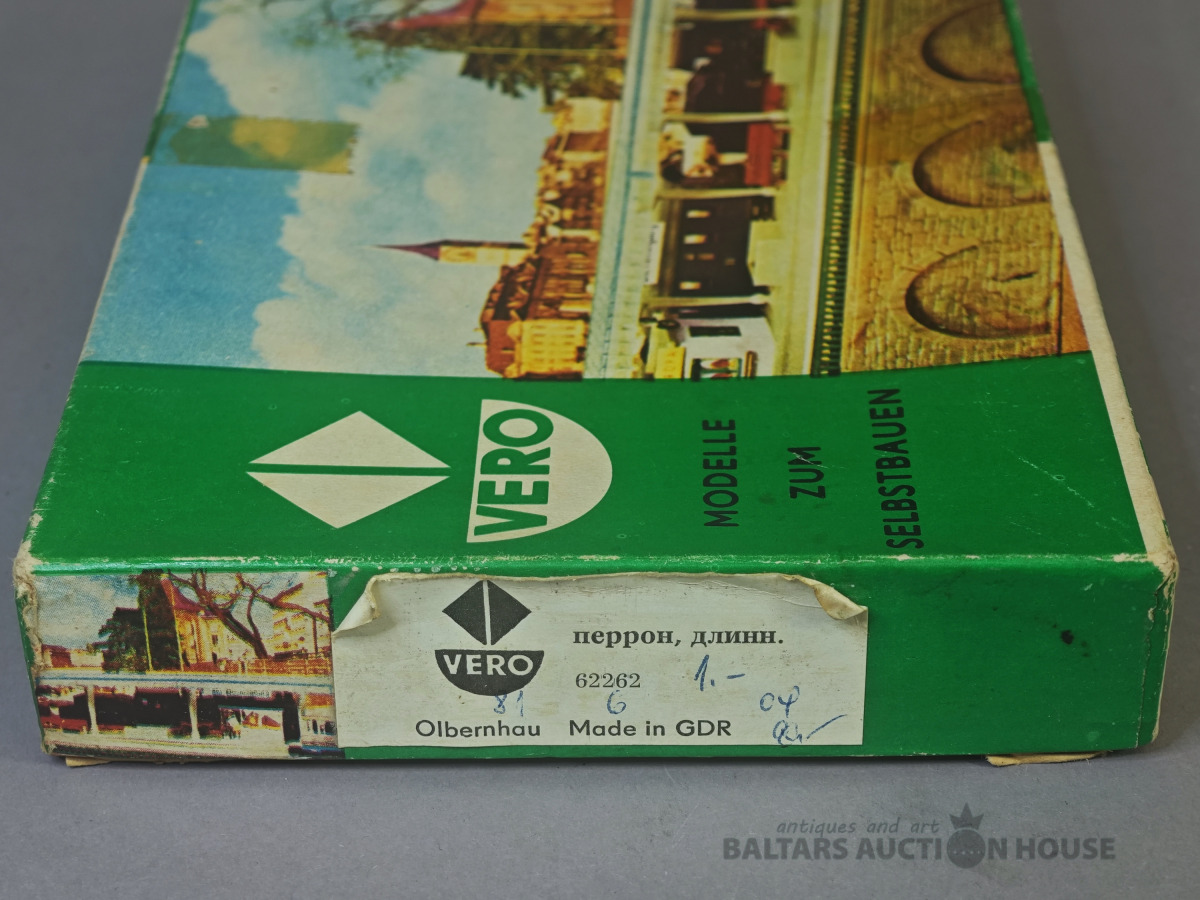 VERO
MODELLE
ZUM
SELBSTBAUEN
VERO
перрон, длинн.
62262
1.-
81 6 04
Olbernhau Made in GDR
antiques and art
BALTARS AUCTION HOUSE